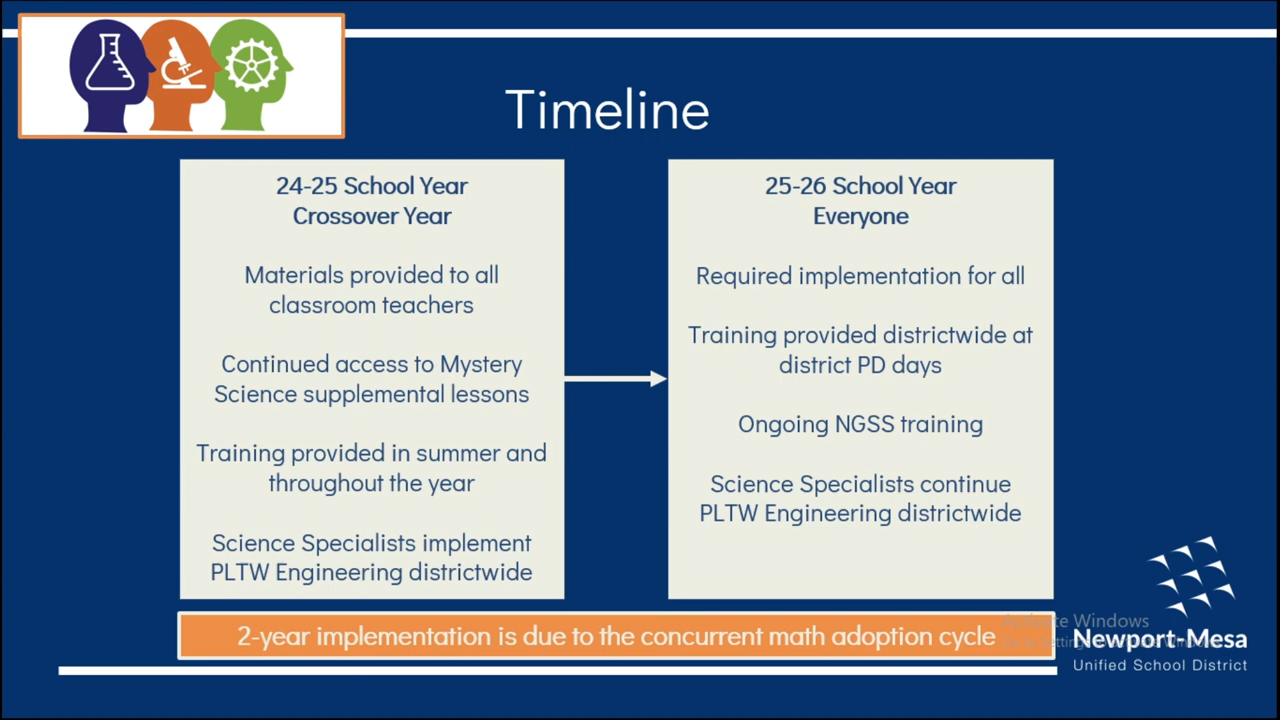 Timeline
24-25 School Year
Crossover Year
Materials provided to all
classroom teachers
Continued access to Mystery
Science supplemental lessons
Training provided in summer and
throughout the year
Science Specialists implement
PLTW Engineering districtwide
25-26 School Year
Everyone
Required implementation for all
Training provided districtwide at
district PD days
Ongoing NGSS training
Science Specialists continue
PLTW Engineering districtwide
2-year implementation is due to the concurrent math adoption cycle
Activate Windows
Newport-Mesa
Unified School District